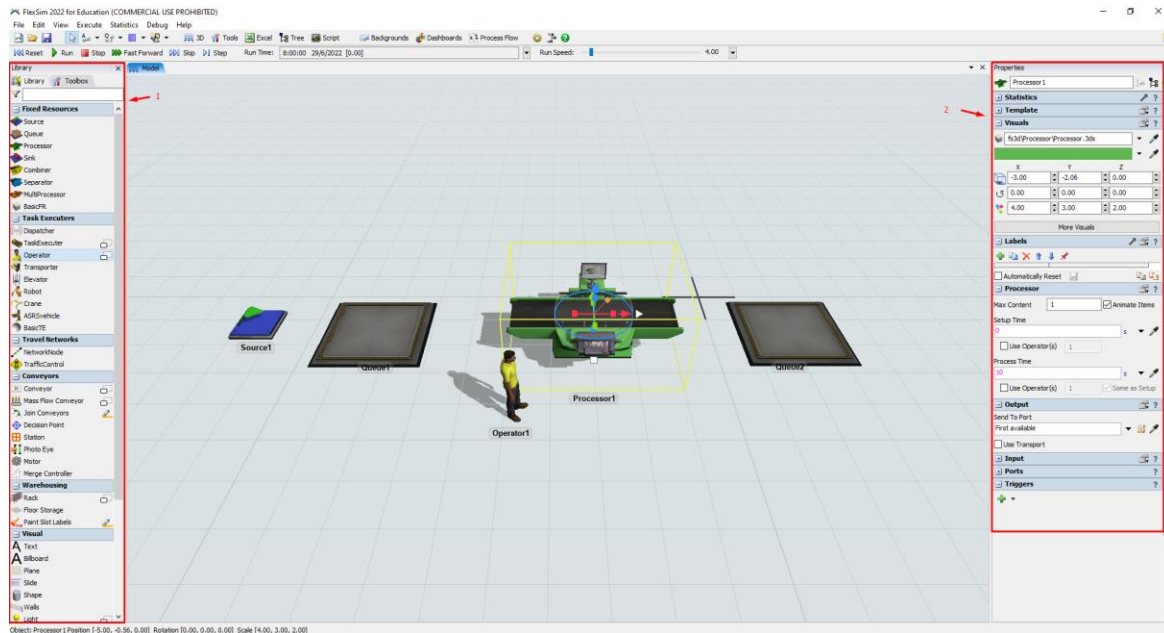 FlexSim 2022 for Education (COMMERCIAL USE PROHIBITED)
File Edit View Execute Statistics Debug Help
3D Tools Excel Tree Script Backgrounds Dashboards Process Flow
Reset Run Stop Fast Forward Skip Step Run Time: 8:00:00 29/6/2022 [0.00] Run Speed: 4.00
Library
Library Toolbox
Fixed Resources
Source
Queue
Processor
Sink
Combiner
Separator
MultiProcessor
BasicFR
Task Executers
Dispatcher
TaskExecuter
Operator
Transporter
Elevator
Robot
Crane
ASRSvehicle
BasicTE
Travel Networks
NetworkNode
TrafficControl
Conveyors
Conveyor
Mass Flow Conveyor
Join Conveyors
Decision Point
Station
Photo Eye
Motor
Merge Controller
Warehousing
Rack
Floor Storage
Paint Slot Labels
Visual
Text
Billboard
Plane
Slide
Shape
Walls
Light
1
Model
Source1
Queue1
Operator1
Processor1
Queue2
2
Properties
Processor1
Statistics
Template
Visuals
fs3d\Processor\Processor.3ds
X Y Z
-3.00 -2.06 0.00
0.00 0.00 0.00
4.00 3.00 2.00
More Visuals
Labels
Automatically Reset
Processor
Max Content 1 Animate Items
Setup Time
0 s
Use Operator(s) 1
Process Time
10 s
Use Operator(s) 1 Same as Setup
Output
Send To Port
First available
Use Transport
Input
Ports
Triggers
Object: Processor1 Position [-5.00, -0.56, 0.00] Rotation [0.00, 0.00, 0.00] Scale [4.00, 3.00, 2.00]